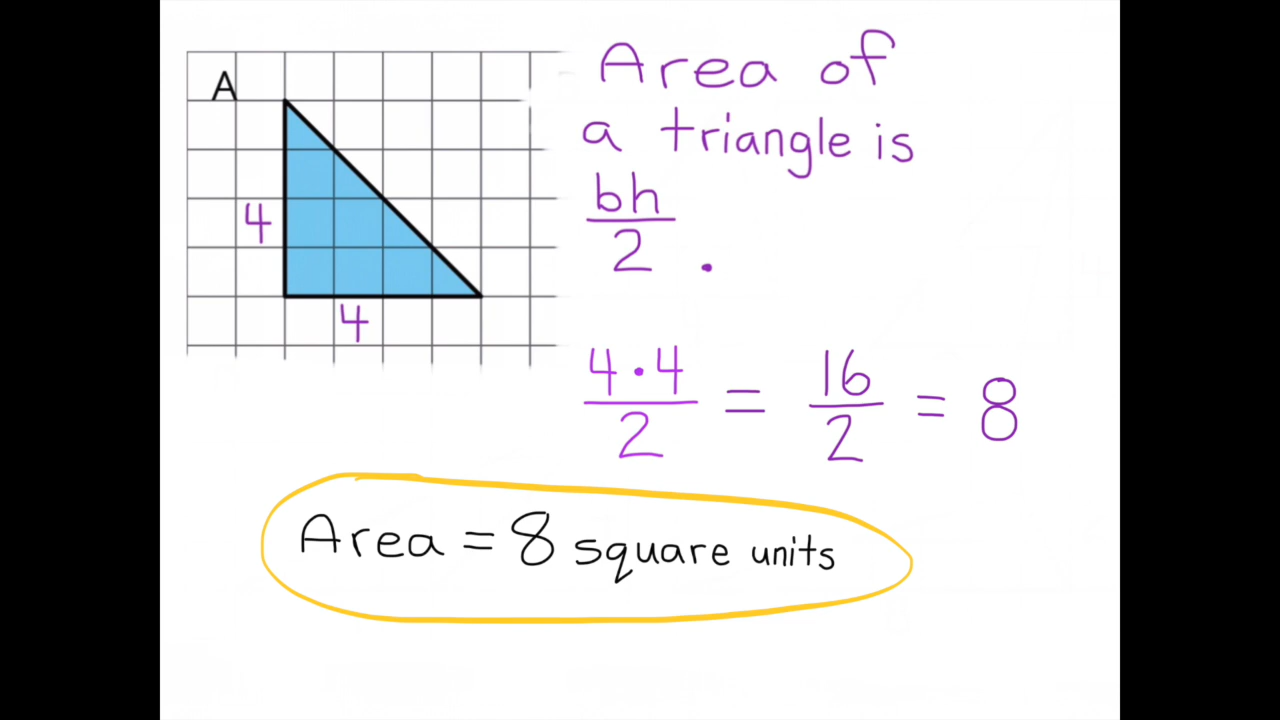 A
4
4
Area of
a triangle is
bh
2 .
4 · 4 = 16 = 8
2 2
Area = 8 square units